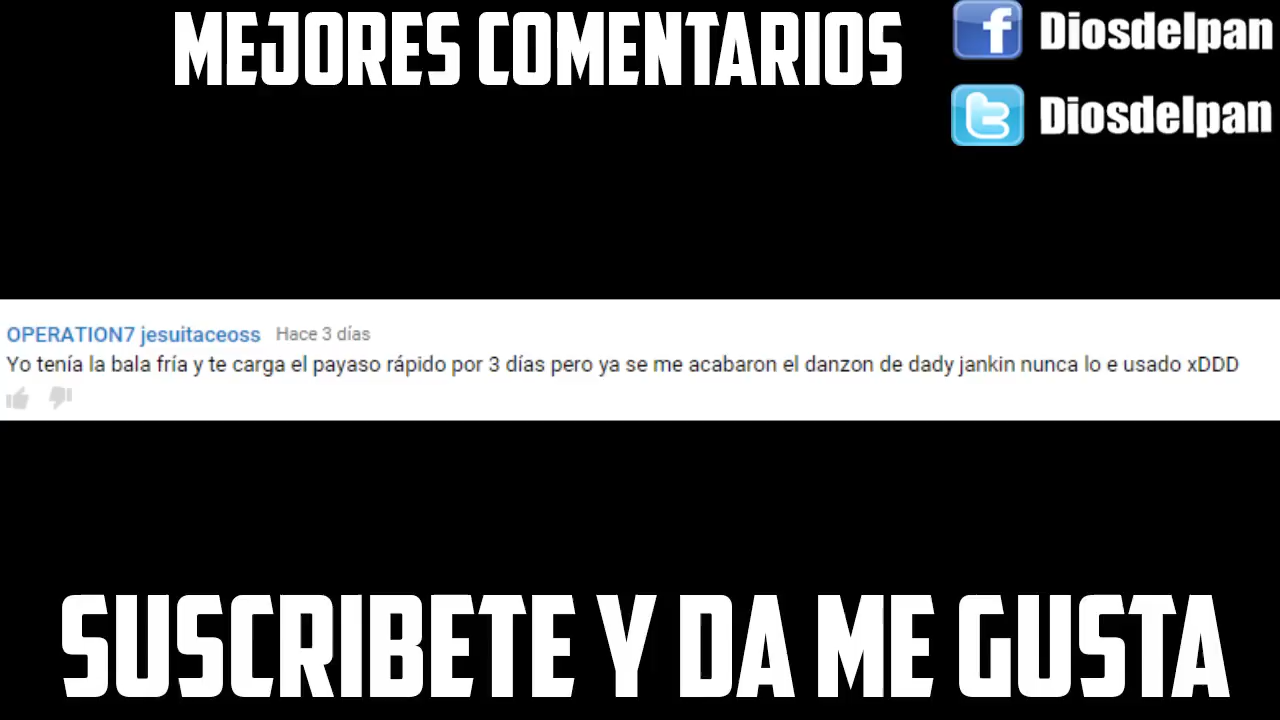 MEJORES COMENTARIOS
Diosdelpan
Diosdelpan
OPERATION7 jesuitaceoss Hace 3 días
Yo tenía la bala fría y te carga el payaso rápido por 3 días pero ya se me acabaron el danzon de dady jankin nunca lo e usado xDDD
SUSCRIBETE Y DA ME GUSTA